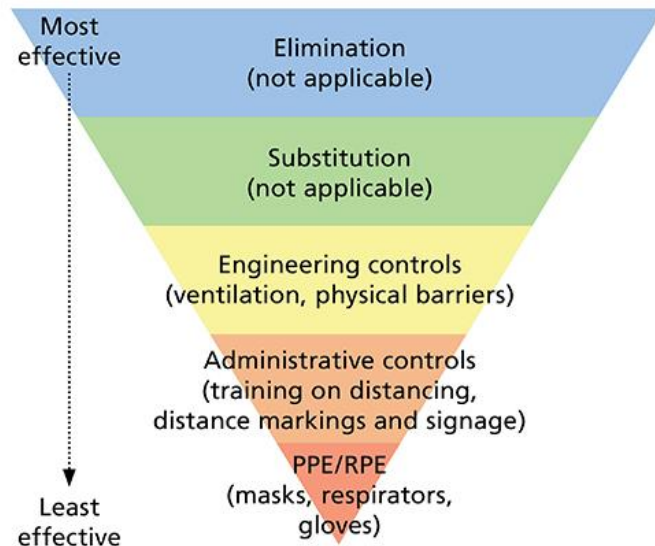 Most
effective
Elimination
(not applicable)
Substitution
(not applicable)
Engineering controls
(ventilation, physical barriers)
Administrative controls
(training on distancing,
distance markings and signage)
PPE/RPE
(masks, respirators,
gloves)
Least
effective